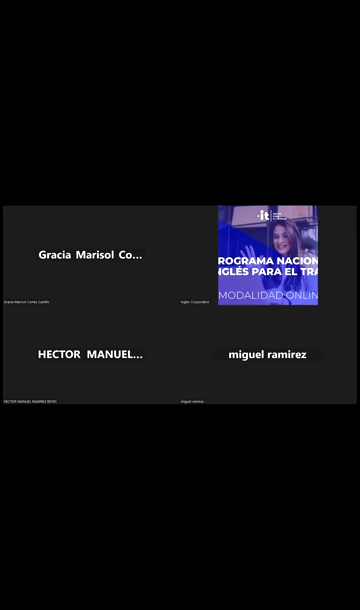 Gracia Marisol Co...
Gracia Marisol Cortez Castillo
·it
ROGRAMA NACION
NGLÉS PARA EL TRA
MODALIDAD ONLIN
Inglés Corporativo
HECTOR MANUEL...
HECTOR MANUEL RAMIREZ REYES
miguel ramirez
miguel ramirez